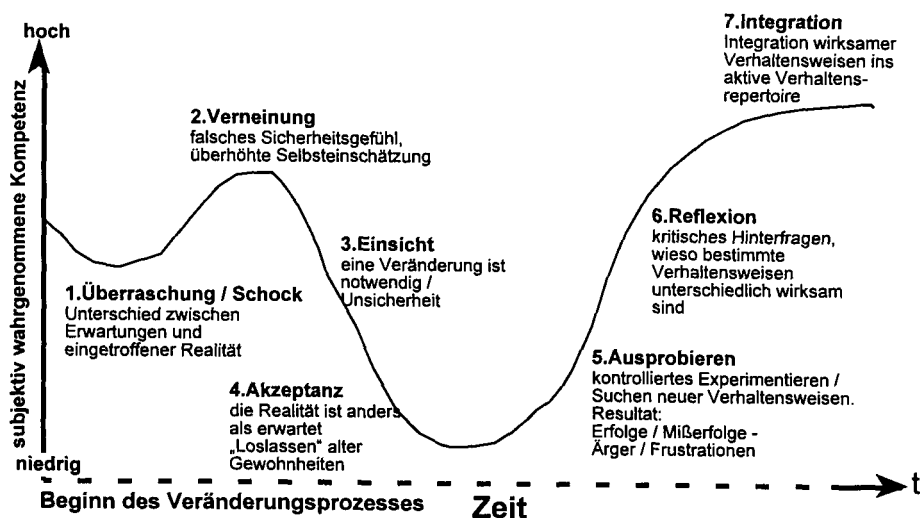 hoch
subjektiv wahrgenommene Kompetenz
niedrig
1.Überraschung / Schock
Unterschied zwischen
Erwartungen und
eingetroffener Realität
2.Verneinung
falsches Sicherheitsgefühl,
überhöhte Selbsteinschätzung
3.Einsicht
eine Veränderung ist
notwendig /
Unsicherheit
4.Akzeptanz
die Realität ist anders
als erwartet
„Loslassen“ alter
Gewohnheiten
5.Ausprobieren
kontrolliertes Experimentieren /
Suchen neuer Verhaltensweisen.
Resultat:
Erfolge / Mißerfolge -
Ärger / Frustrationen
6.Reflexion
kritisches Hinterfragen,
wieso bestimmte
Verhaltensweisen
unterschiedlich wirksam
sind
7.Integration
Integration wirksamer
Verhaltensweisen ins
aktive Verhaltens-
repertoire
Beginn des Veränderungsprozesses
Zeit
t